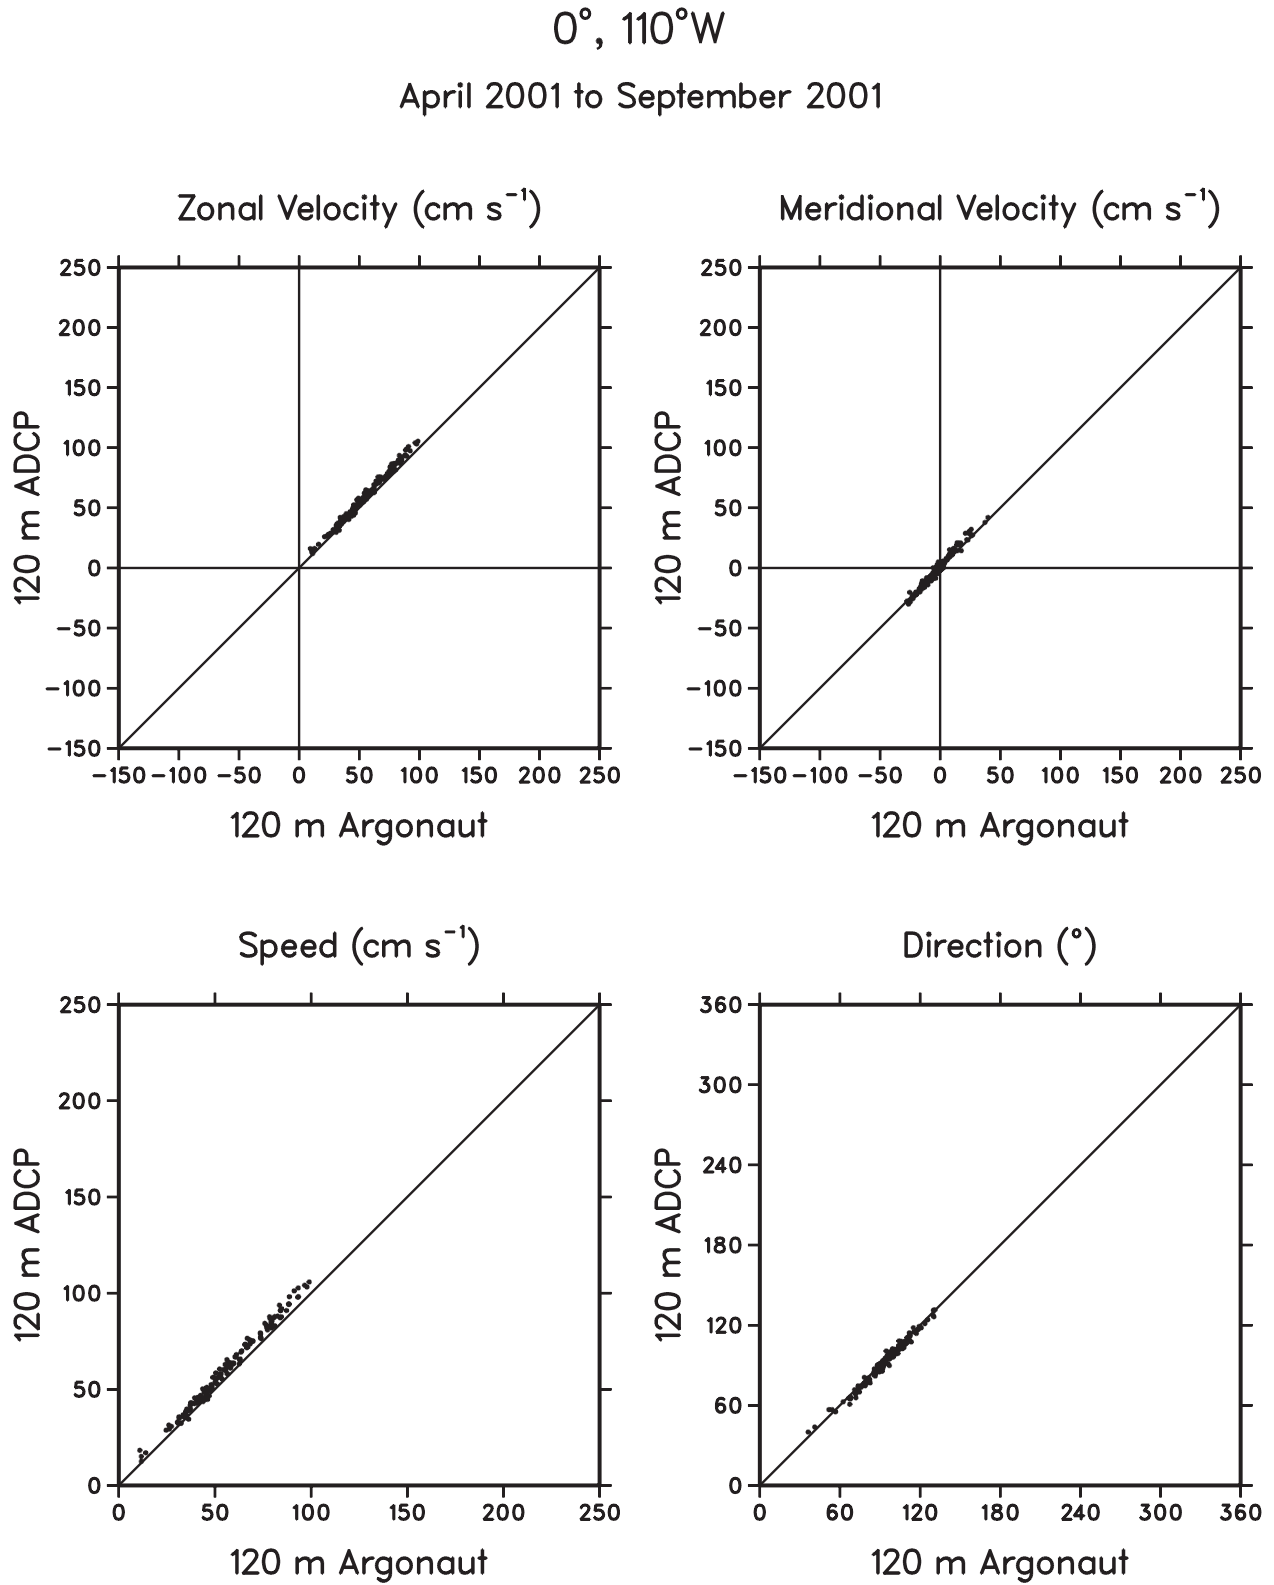 0°, 110°W
April 2001 to September 2001
Zonal Velocity (cm s⁻¹)
250
200
150
100
50
0
−50
−100
−150
120 m ADCP
−150 −100 −50 0 50 100 150 200 250
120 m Argonaut
Meridional Velocity (cm s⁻¹)
250
200
150
100
50
0
−50
−100
−150
120 m ADCP
−150 −100 −50 0 50 100 150 200 250
120 m Argonaut
Speed (cm s⁻¹)
250
200
150
100
50
0
120 m ADCP
0 50 100 150 200 250
120 m Argonaut
Direction (°)
360
300
240
180
120
60
0
120 m ADCP
0 60 120 180 240 300 360
120 m Argonaut